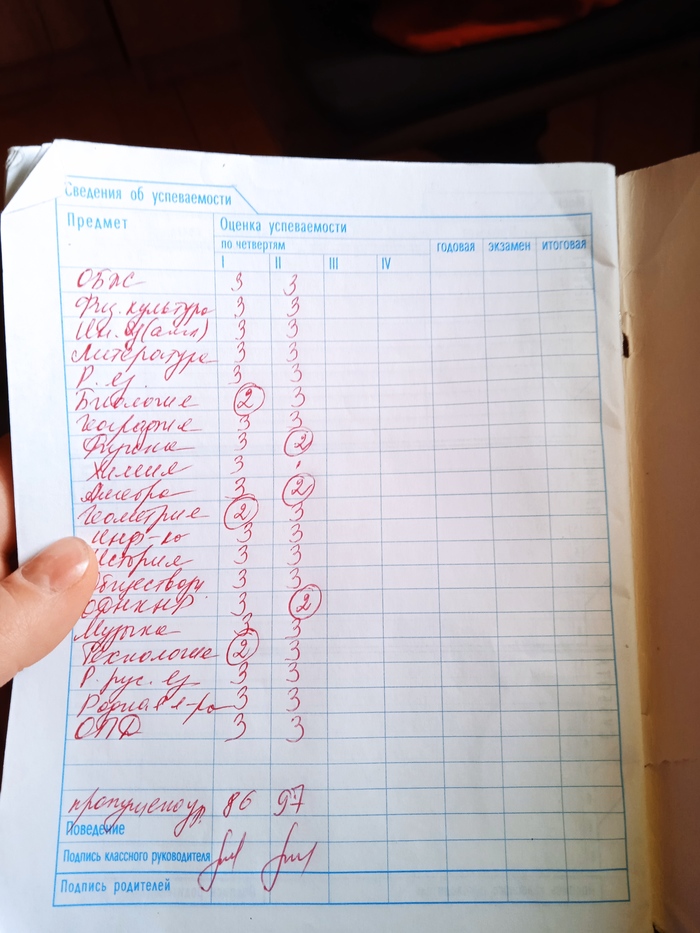 Сведения об успеваемости
Предмет Оценка успеваемости
по четвертям годовая экзамен итоговая
I II III IV
ОБЖ 3 3
Физ. культура 3 3
Ин. яз(англ) 3 3
Литература 3 3
Р. яз. 3 3
Биология 2 3
География 3 3
Физика 3 2
Химия 3 .
Алгебра 3 2
Геометрия 2 3
Инф-ка 3 3
История 3 3
Обществозн 3 3
ОДНКНР 3 2
Музыка 3 3
Технология 2 3
Р. рус. яз 3 3
Родная л-ра 3 3
ОПД 3 3
пропущено ур. 86 97
Поведение
Подпись классного руководителя
Подпись родителей